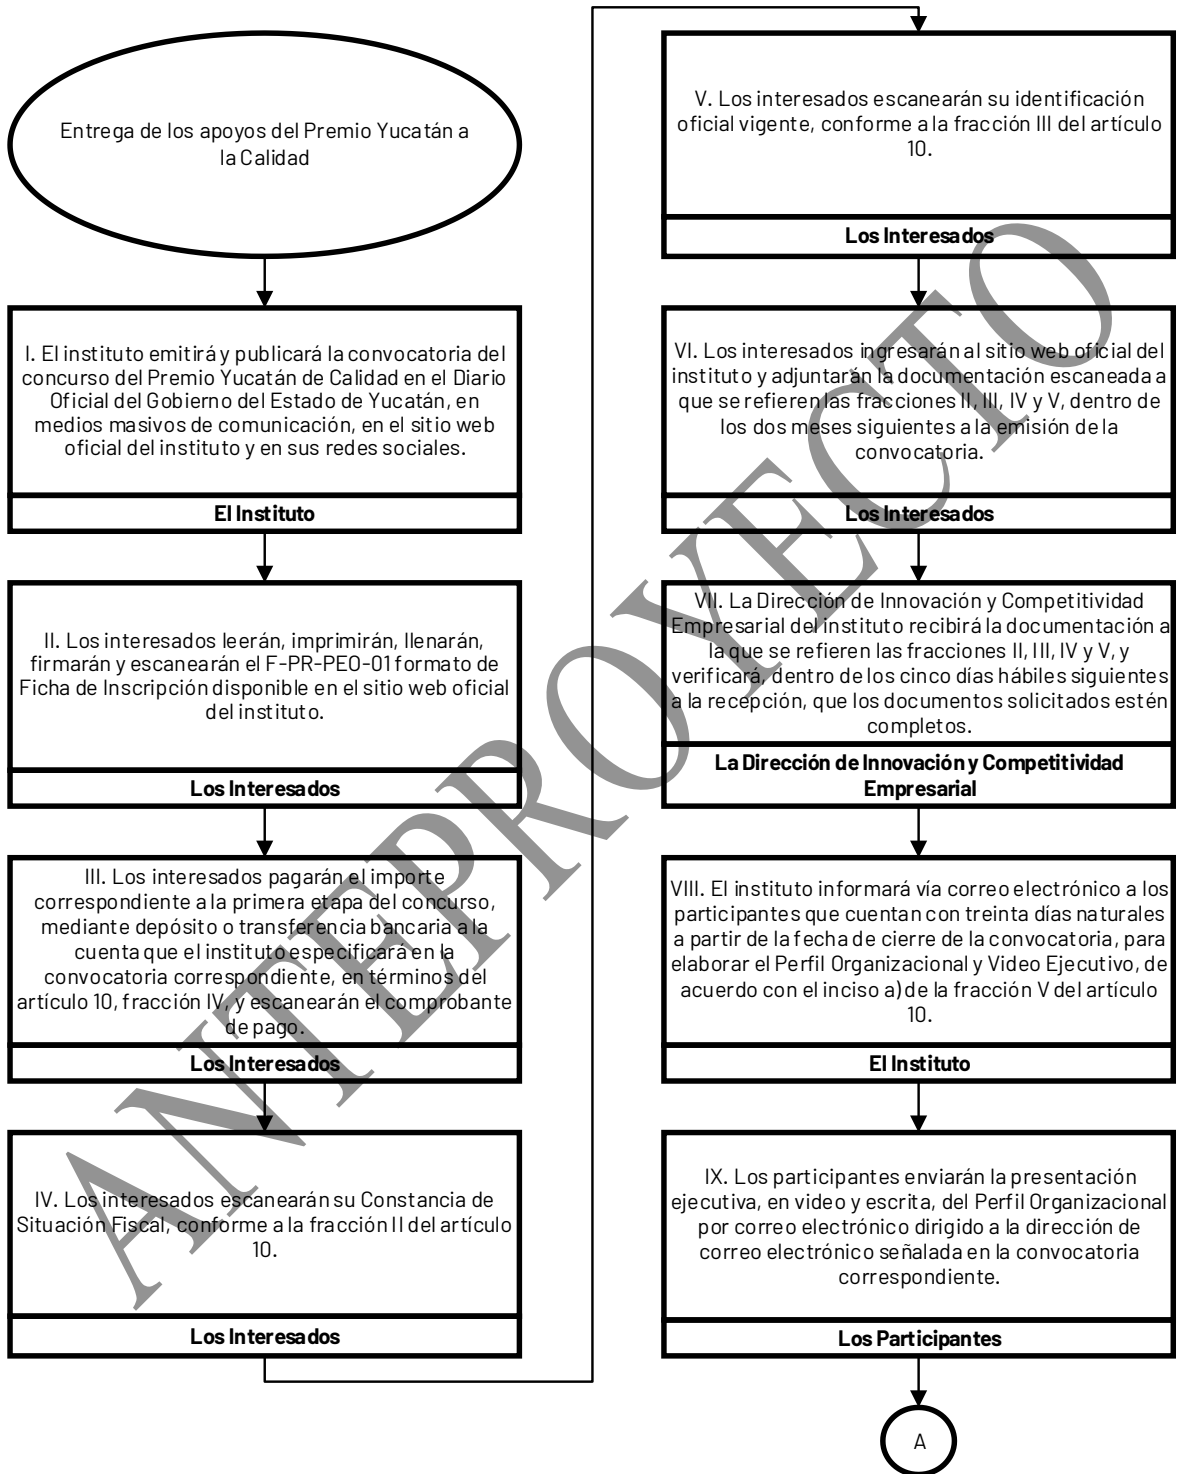 Entrega de los apoyos del Premio Yucatán a
la Calidad
I. El instituto emitirá y publicará la convocatoria del
concurso del Premio Yucatán de Calidad en el Diario
Oficial del Gobierno del Estado de Yucatán, en
medios masivos de comunicación, en el sitio web
oficial del instituto y en sus redes sociales.
El Instituto
II. Los interesados leerán, imprimirán, llenarán,
firmarán y escanearán el F-PR-PEO-01 formato de
Ficha de Inscripción disponible en el sitio web oficial
del instituto.
Los Interesados
III. Los interesados pagarán el importe
correspondiente a la primera etapa del concurso,
mediante depósito o transferencia bancaria a la
cuenta que el instituto especificará en la
convocatoria correspondiente, en términos del
artículo 10, fracción IV, y escanearán el comprobante
de pago.
Los Interesados
IV. Los interesados escanearán su Constancia de
Situación Fiscal, conforme a la fracción II del artículo
10.
Los Interesados
V. Los interesados escanearán su identificación
oficial vigente, conforme a la fracción III del artículo
10.
Los Interesados
VI. Los interesados ingresarán al sitio web oficial del
instituto y adjuntarán la documentación escaneada a
que se refieren las fracciones II, III, IV y V, dentro de
los dos meses siguientes a la emisión de la
convocatoria.
Los Interesados
VII. La Dirección de Innovación y Competitividad
Empresarial del instituto recibirá la documentación a
la que se refieren las fracciones II, III, IV y V, y
verificará, dentro de los cinco días hábiles siguientes
a la recepción, que los documentos solicitados estén
completos.
La Dirección de Innovación y Competitividad
Empresarial
VIII. El instituto informará vía correo electrónico a los
participantes que cuentan con treinta días naturales
a partir de la fecha de cierre de la convocatoria, para
elaborar el Perfil Organizacional y Video Ejecutivo, de
acuerdo con el inciso a) de la fracción V del artículo
10.
El Instituto
IX. Los participantes enviarán la presentación
ejecutiva, en video y escrita, del Perfil Organizacional
por correo electrónico dirigido a la dirección de
correo electrónico señalada en la convocatoria
correspondiente.
Los Participantes
A
ANTEPROYECTO